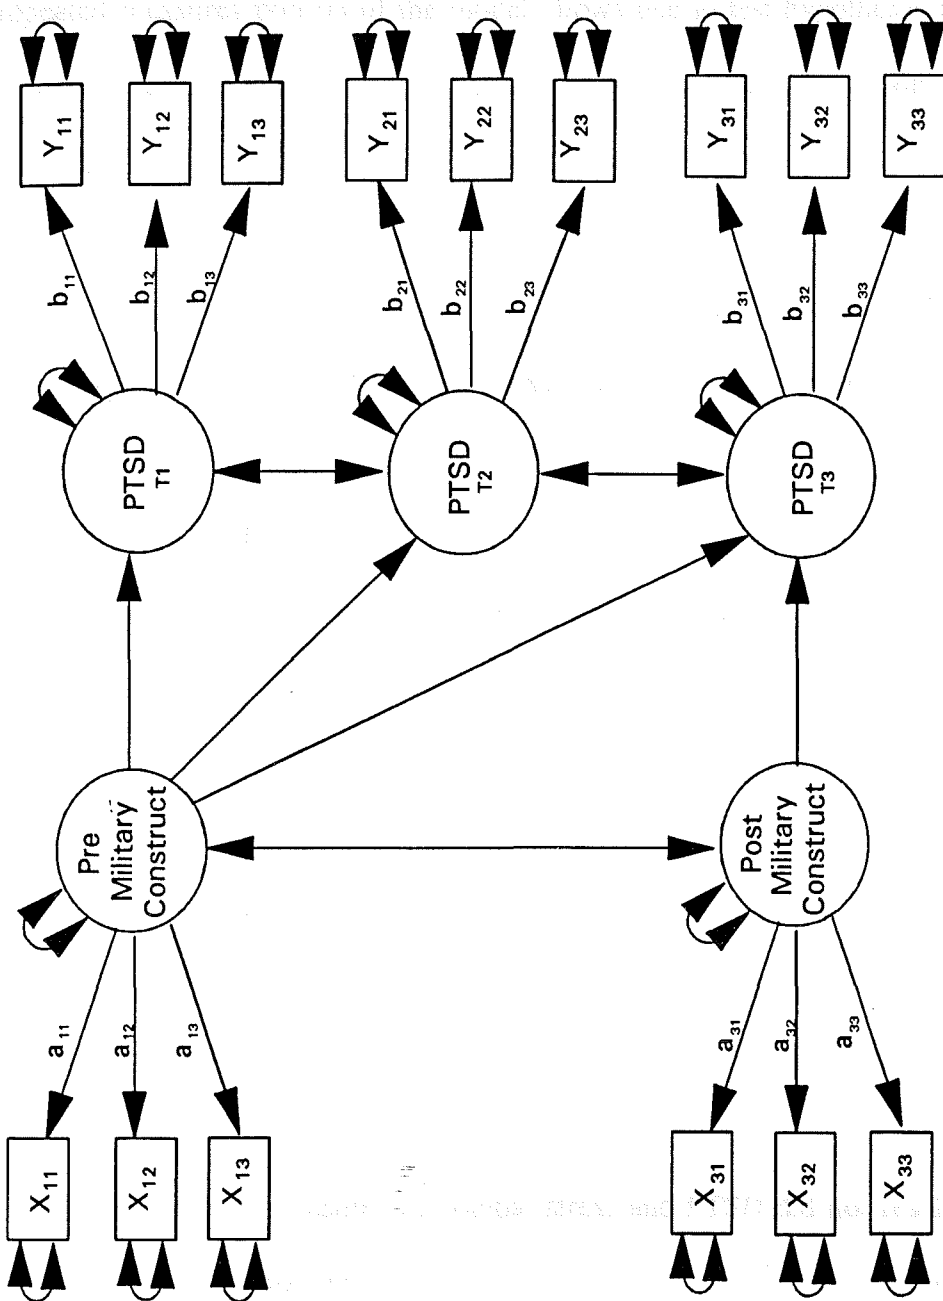 Y11
Y12
Y13
Y21
Y22
Y23
Y31
Y32
Y33
b11
b12
b13
b21
b22
b23
b31
b32
b33
PTSD
T1
PTSD
T2
PTSD
T3
Pre
Military
Construct
Post
Military
Construct
a11
a12
a13
a31
a32
a33
X11
X12
X13
X31
X32
X33